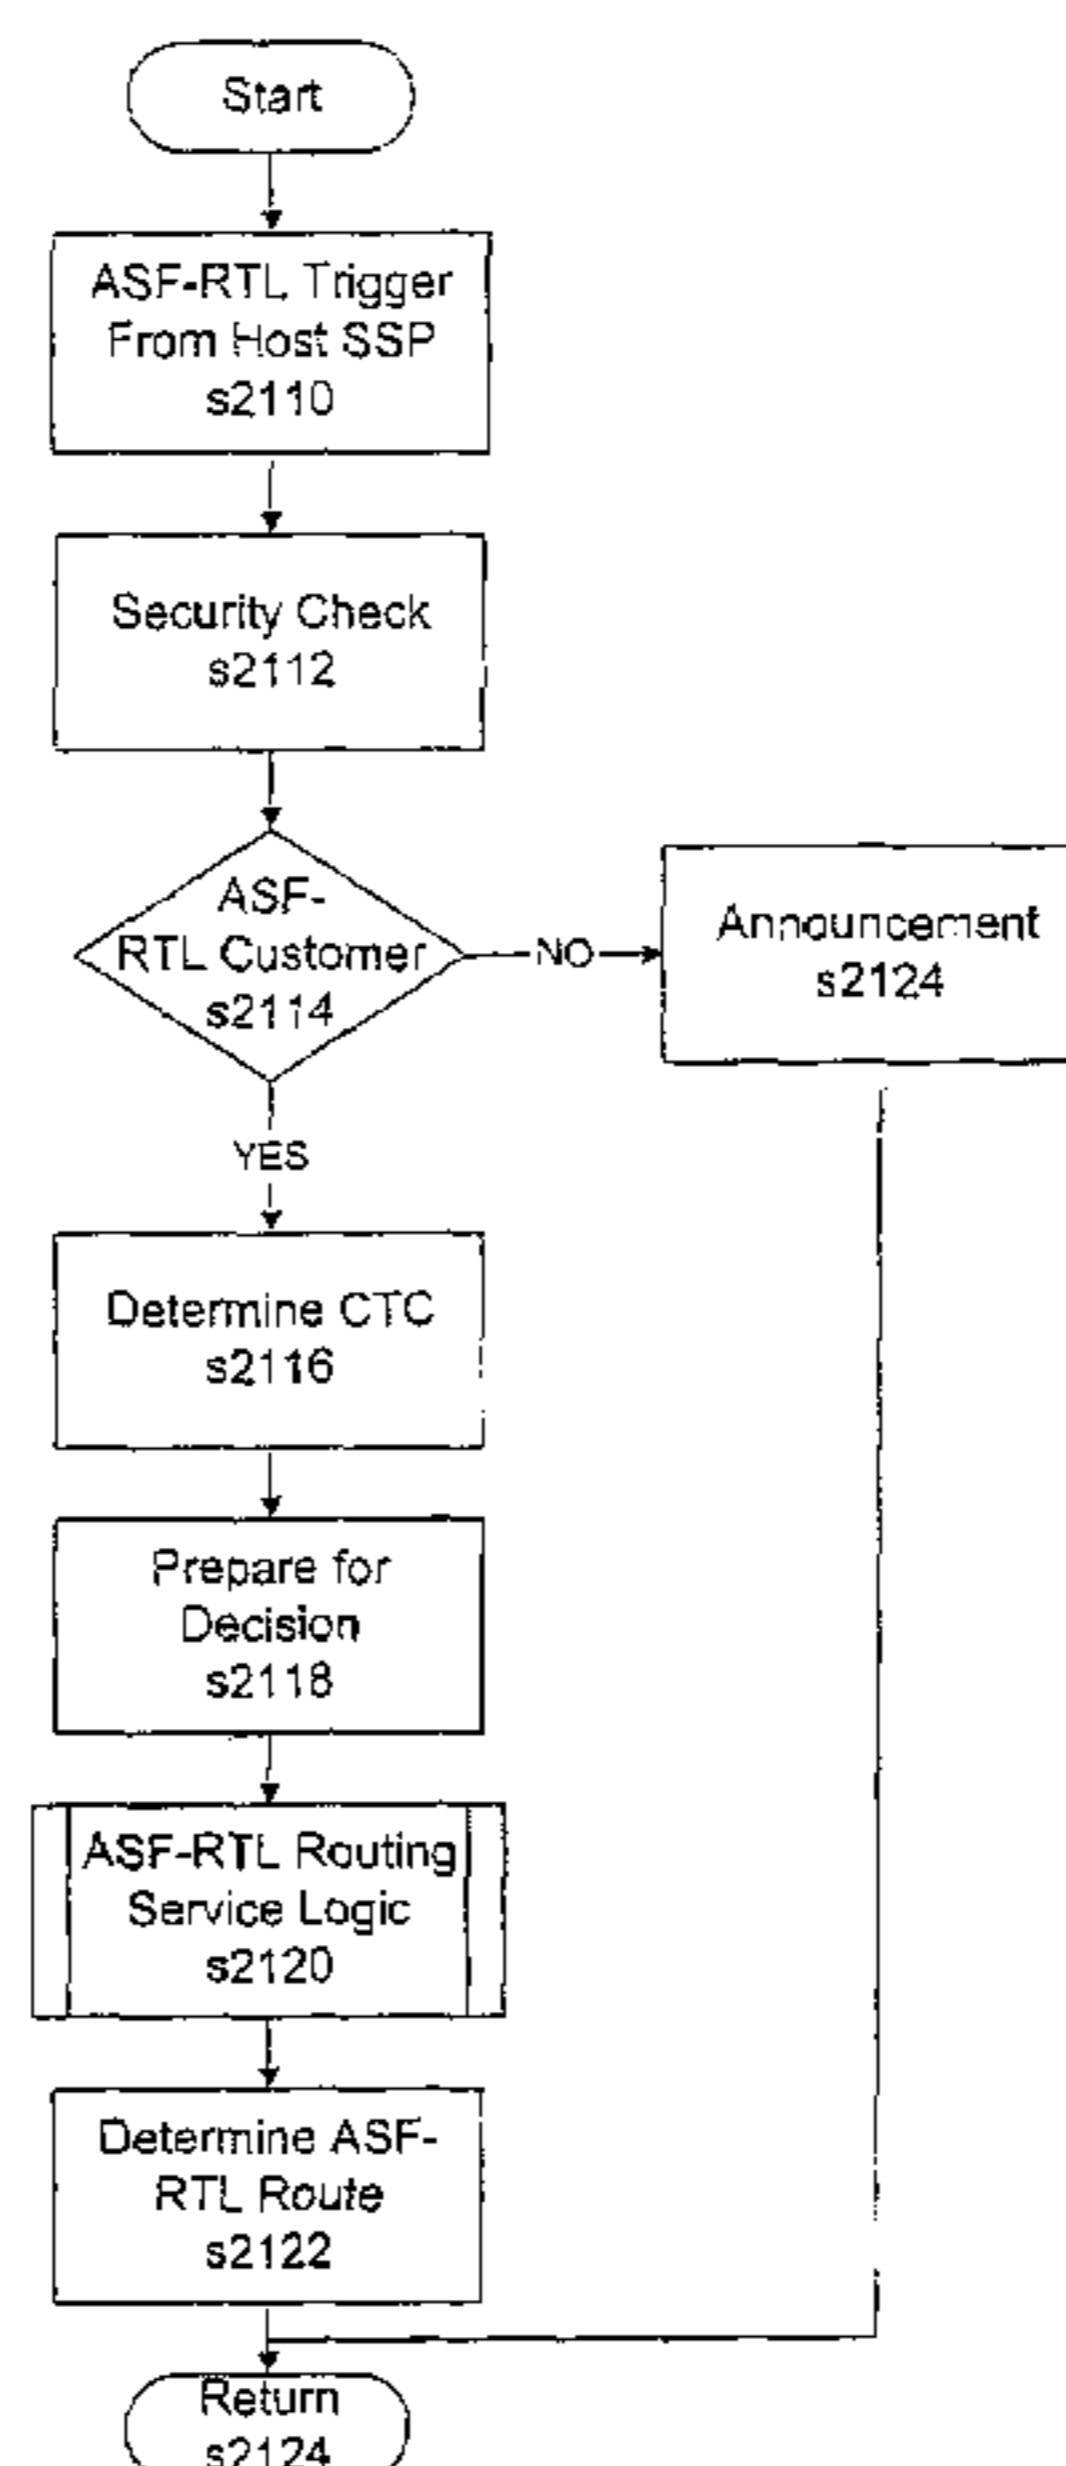 Start
ASF-RTL Trigger
From Host SSP
s2110
Security Check
s2112
ASF-
RTL Customer
s2114
NO
Announcement
s2124
YES
Determine CTC
s2116
Prepare for
Decision
s2118
ASF-RTL Routing
Service Logic
s2120
Determine ASF-
RTL Route
s2122
Return
s2124